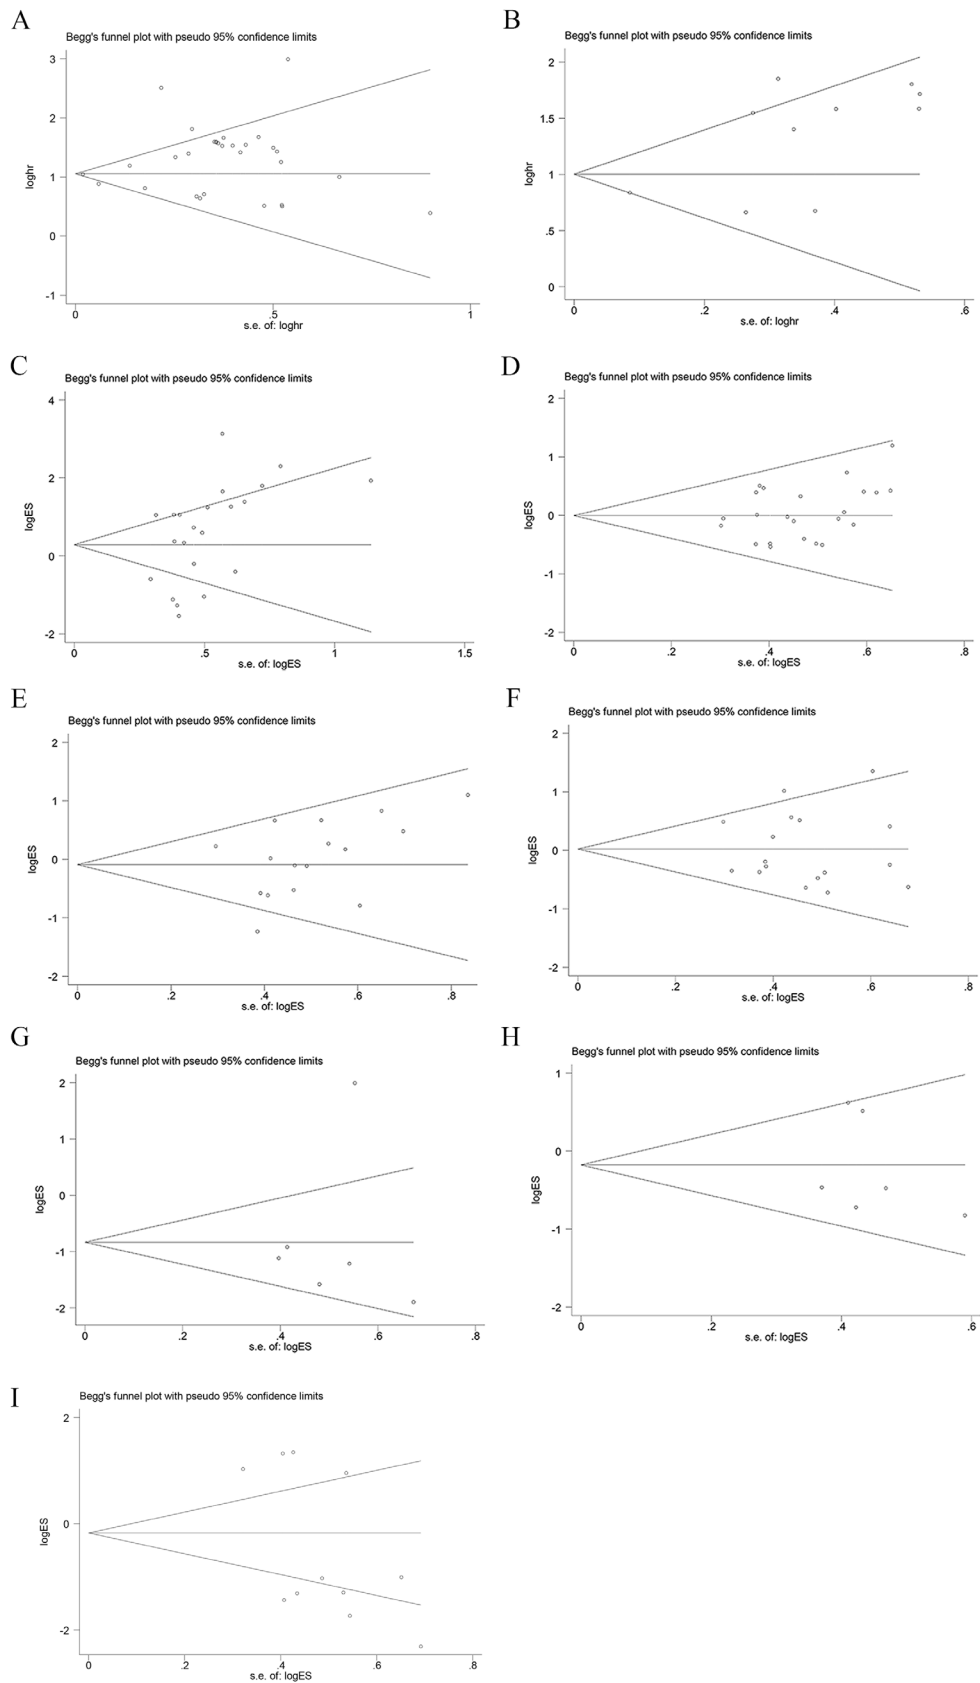 A
Begg's funnel plot with pseudo 95% confidence limits
3
2
1
0
-1
loghr
0
.5
1
s.e. of: loghr
B
Begg's funnel plot with pseudo 95% confidence limits
2
1.5
1
.5
0
loghr
0
.2
.4
.6
s.e. of: loghr
C
Begg's funnel plot with pseudo 95% confidence limits
4
2
0
-2
logES
0
.5
1
1.5
s.e. of: logES
D
Begg's funnel plot with pseudo 95% confidence limits
2
1
0
-1
-2
logES
0
.2
.4
.6
.8
s.e. of: logES
E
Begg's funnel plot with pseudo 95% confidence limits
2
1
0
-1
-2
logES
0
.2
.4
.6
.8
s.e. of: logES
F
Begg's funnel plot with pseudo 95% confidence limits
2
1
0
-1
-2
logES
0
.2
.4
.6
.8
s.e. of: logES
G
Begg's funnel plot with pseudo 95% confidence limits
2
1
0
-1
-2
logES
0
.2
.4
.6
.8
s.e. of: logES
H
Begg's funnel plot with pseudo 95% confidence limits
1
0
-1
-2
logES
0
.2
.4
.6
s.e. of: logES
I
Begg's funnel plot with pseudo 95% confidence limits
2
0
-2
logES
0
.2
.4
.6
.8
s.e. of: logES